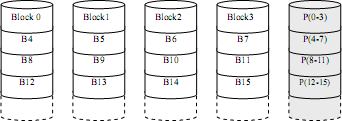 Block 0 Block1 Block2 Block3 P(0-3)
B4 B5 B6 B7 P(4-7)
B8 B9 B10 B11 P(8-11)
B12 B13 B14 B15 P(12-15)